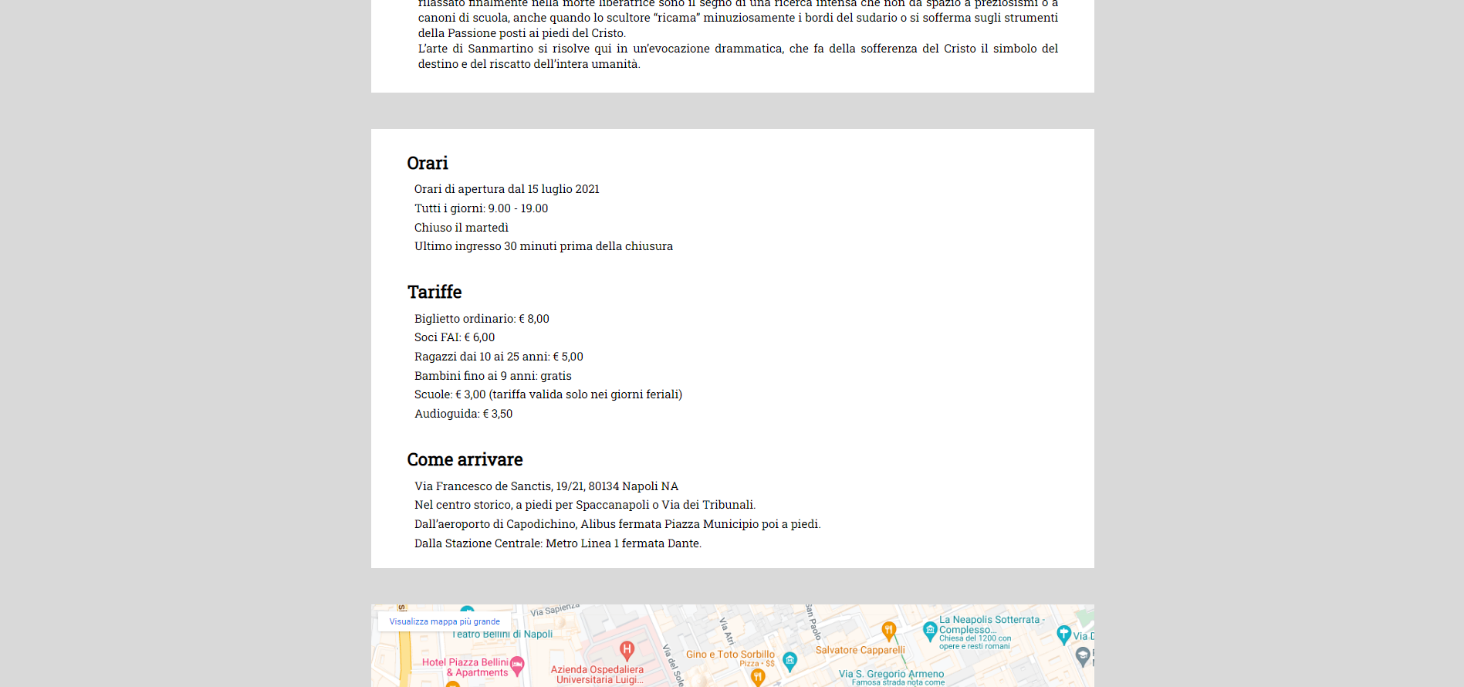 rilassato finalmente nella morte liberatrice sono il segno di una ricerca intensa che non dà spazio a preziosismi o a
canoni di scuola, anche quando lo scultore “ricama” minuziosamente i bordi del sudario o si sofferma sugli strumenti
della Passione posti ai piedi del Cristo.
L’arte di Sanmartino si risolve qui in un’evocazione drammatica, che fa della sofferenza del Cristo il simbolo del
destino e del riscatto dell’intera umanità.
Orari
Orari di apertura dal 15 luglio 2021
Tutti i giorni: 9.00 - 19.00
Chiuso il martedì
Ultimo ingresso 30 minuti prima della chiusura
Tariffe
Biglietto ordinario: € 8,00
Soci FAI: € 6,00
Ragazzi dai 10 ai 25 anni: € 5,00
Bambini fino ai 9 anni: gratis
Scuole: € 3,00 (tariffa valida solo nei giorni feriali)
Audioguida: € 3,50
Come arrivare
Via Francesco de Sanctis, 19/21, 80134 Napoli NA
Nel centro storico, a piedi per Spaccanapoli o Via dei Tribunali.
Dall’aeroporto di Capodichino, Alibus fermata Piazza Municipio poi a piedi.
Dalla Stazione Centrale: Metro Linea 1 fermata Dante.
Visualizza mappa più grande
Via Sapienza
Teatro Bellini di Napoli
Hotel Piazza Bellini
& Apartments
Azienda Ospedaliera
Universitaria Luigi...
Via del Sole
Via Atri
San Paolo
Gino e Toto Sorbillo
Pizza - $$
Salvatore Capparelli
La Neapolis Sotterrata -
Complesso...
Chiesa del 1200 con
opere e resti romani
Via S. Gregorio Armeno
Famosa strada nota come
Via